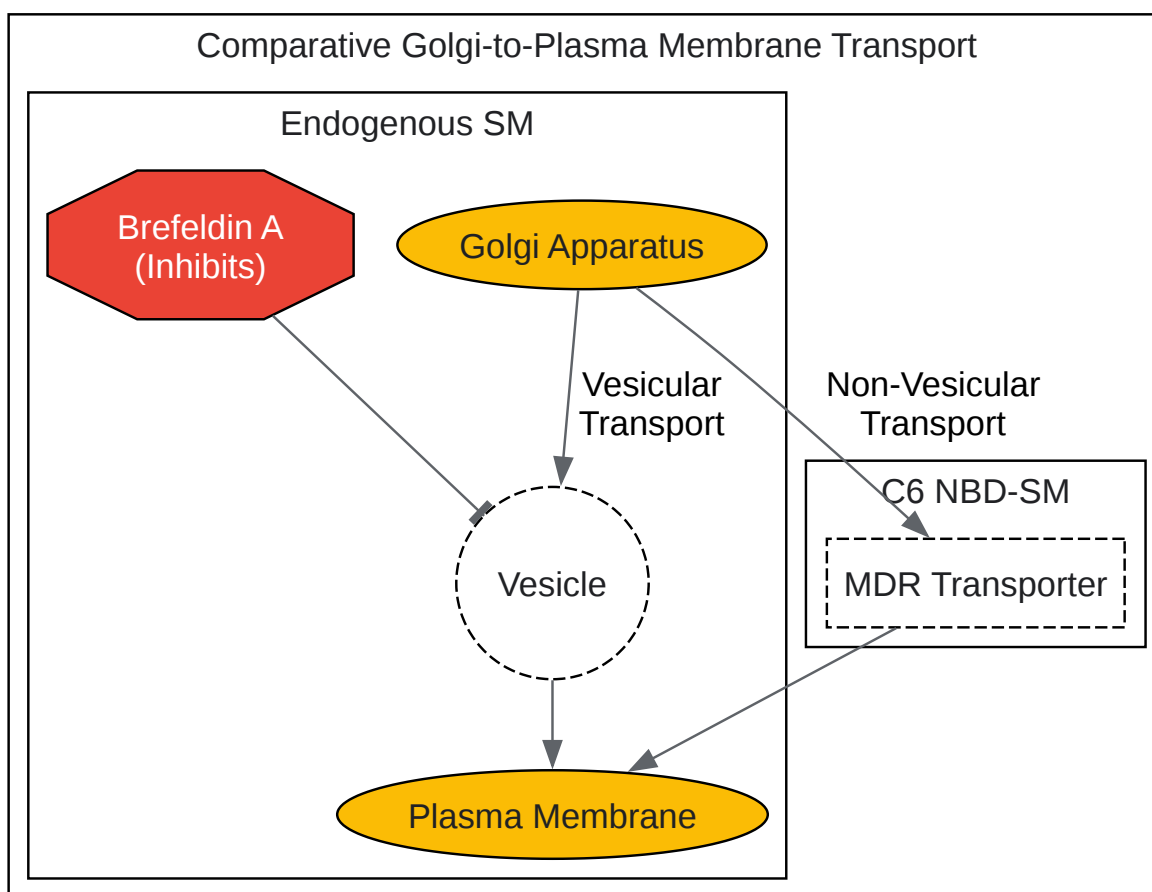 Comparative Golgi-to-Plasma Membrane Transport
Endogenous SM
Brefeldin A
(Inhibits)
Golgi Apparatus
Vesicular
Transport
Non-Vesicular
Transport
C6 NBD-SM
Vesicle
MDR Transporter
Plasma Membrane